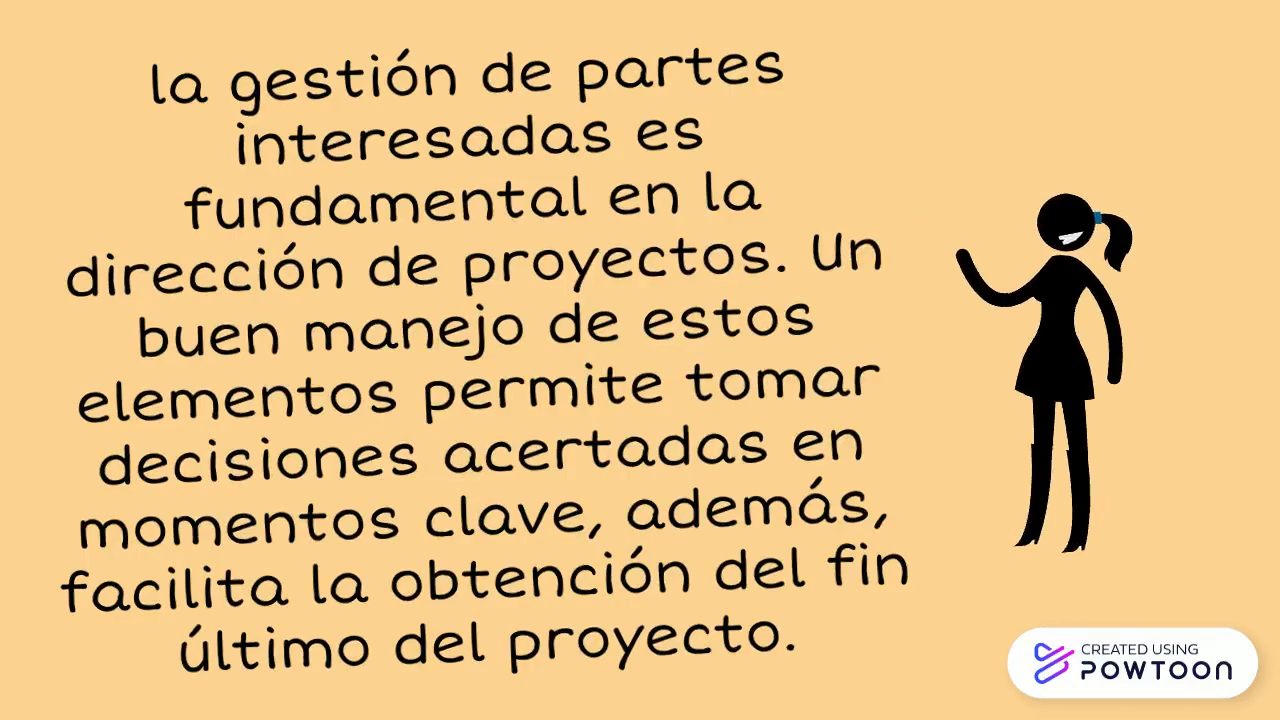 la gestión de partes
interesadas es
fundamental en la
dirección de proyectos. Un
buen manejo de estos
elementos permite tomar
decisiones acertadas en
momentos clave, además,
facilita la obtención del fin
último del proyecto.
CREATED USING
POWTOON